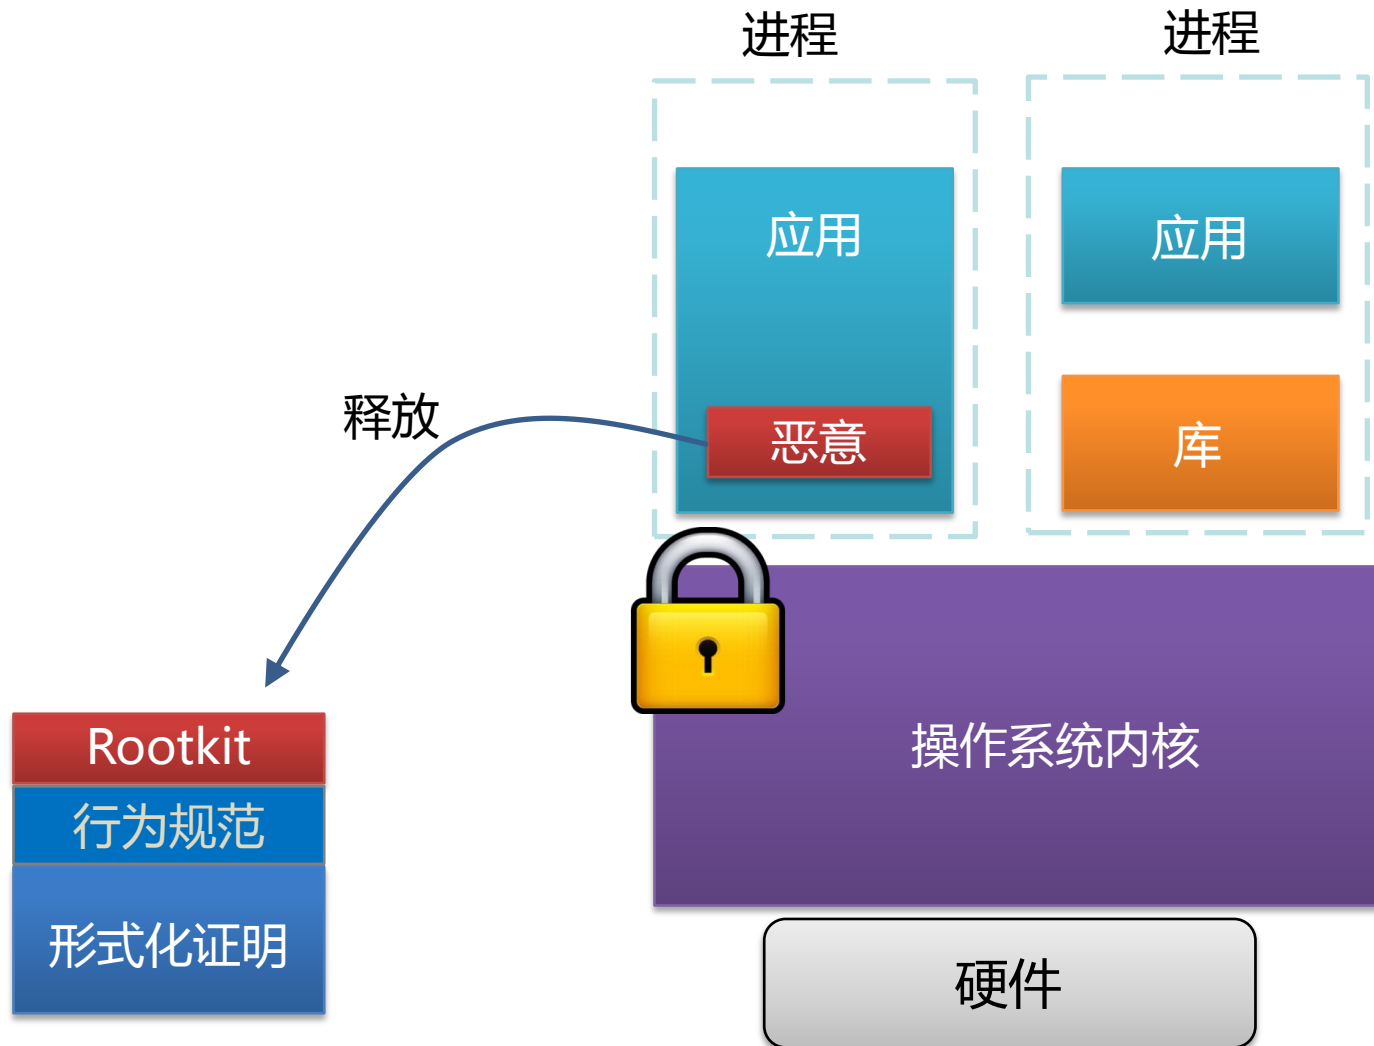 进程
进程
应用
应用
释放
恶意
库
Rootkit
行为规范
形式化证明
操作系统内核
硬件